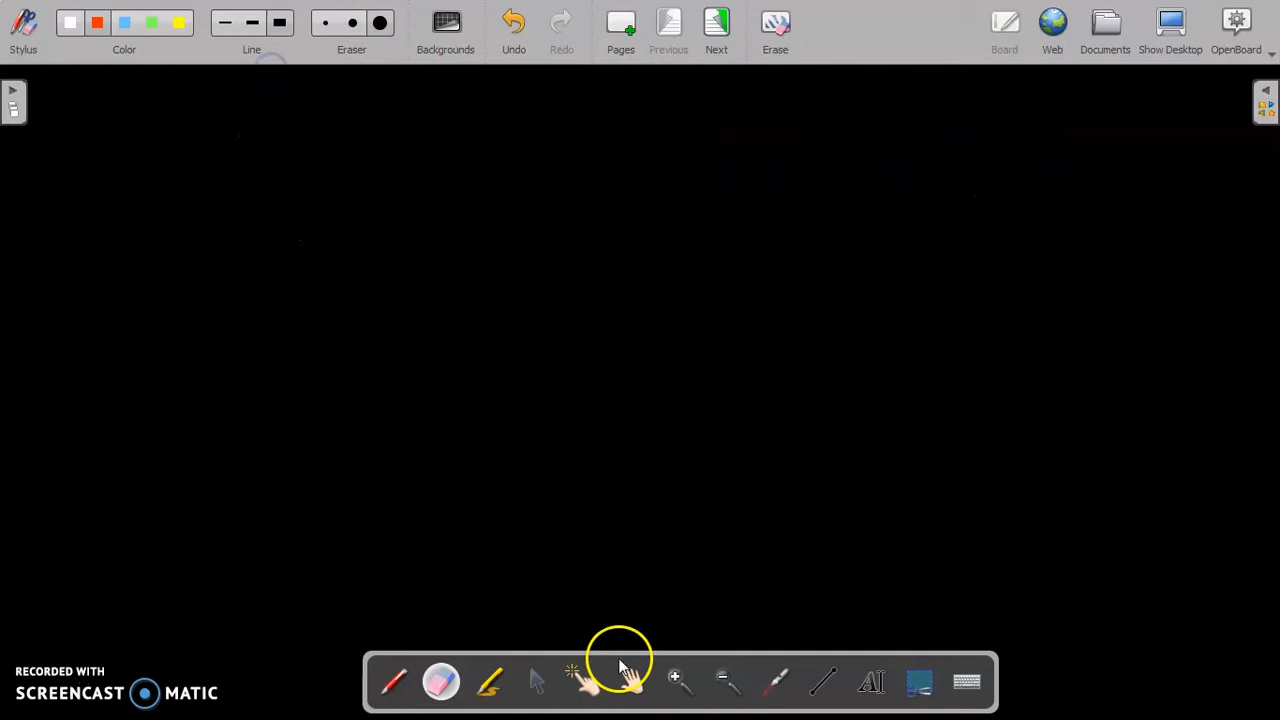 Stylus Color Line Eraser Backgrounds Undo Redo Pages Previous Next Erase Board Web Documents Show Desktop OpenBoard
RECORDED WITH
SCREENCAST MATIC